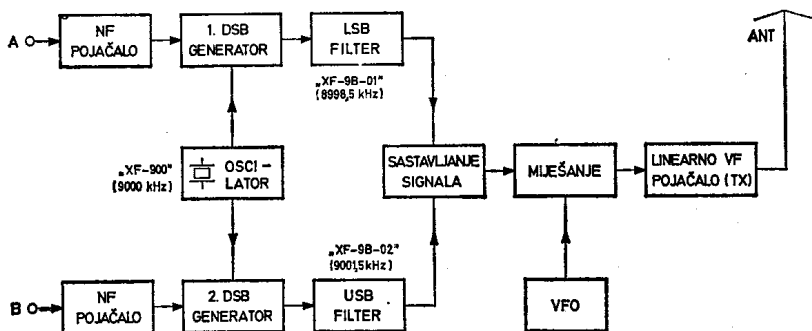 A
NF
POJAČALO
1. DSB
GENERATOR
LSB
FILTER
„XF-9B-01"
(8998,5 kHz)
ANT
„XF-900"
(9000 kHz)
OSCI-
LATOR
SASTAVLJANJE
SIGNALA
MIJEŠANJE
LINEARNO VF
POJAČALO (TX)
„XF-9B-02"
(9001,5kHz)
B
NF
POJAČALO
2. DSB
GENERATOR
USB
FILTER
VFO